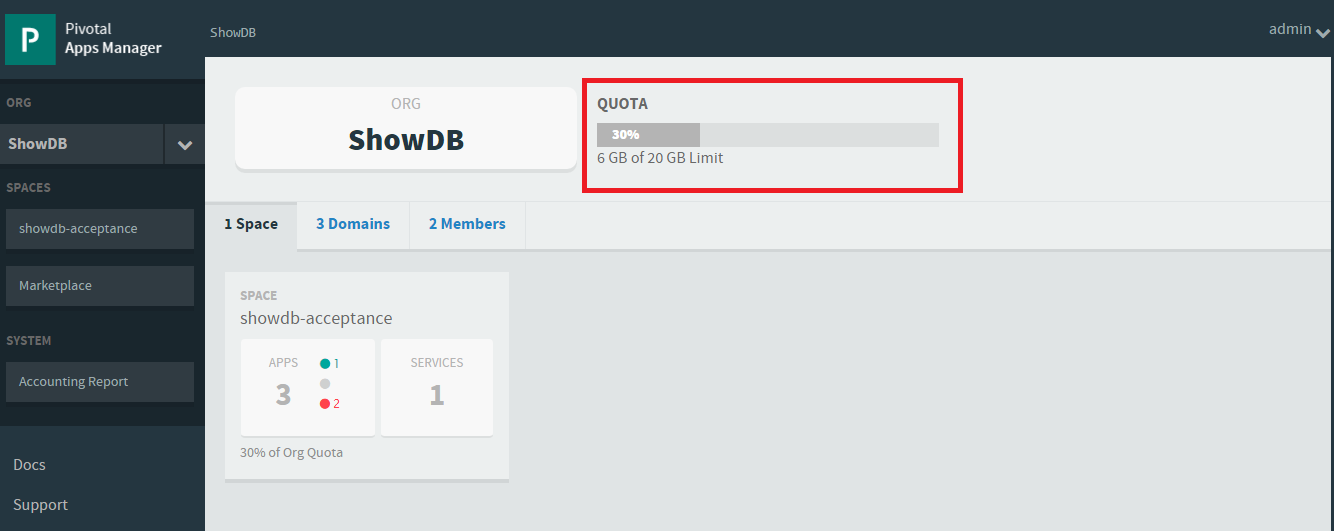 Pivotal
Apps Manager
ShowDB
admin
ORG
ShowDB
SPACES
showdb-acceptance
Marketplace
SYSTEM
Accounting Report
Docs
Support
ORG
ShowDB
QUOTA
30%
6 GB of 20 GB Limit
1 Space
3 Domains
2 Members
SPACE
showdb-acceptance
APPS
3
1
2
SERVICES
1
30% of Org Quota